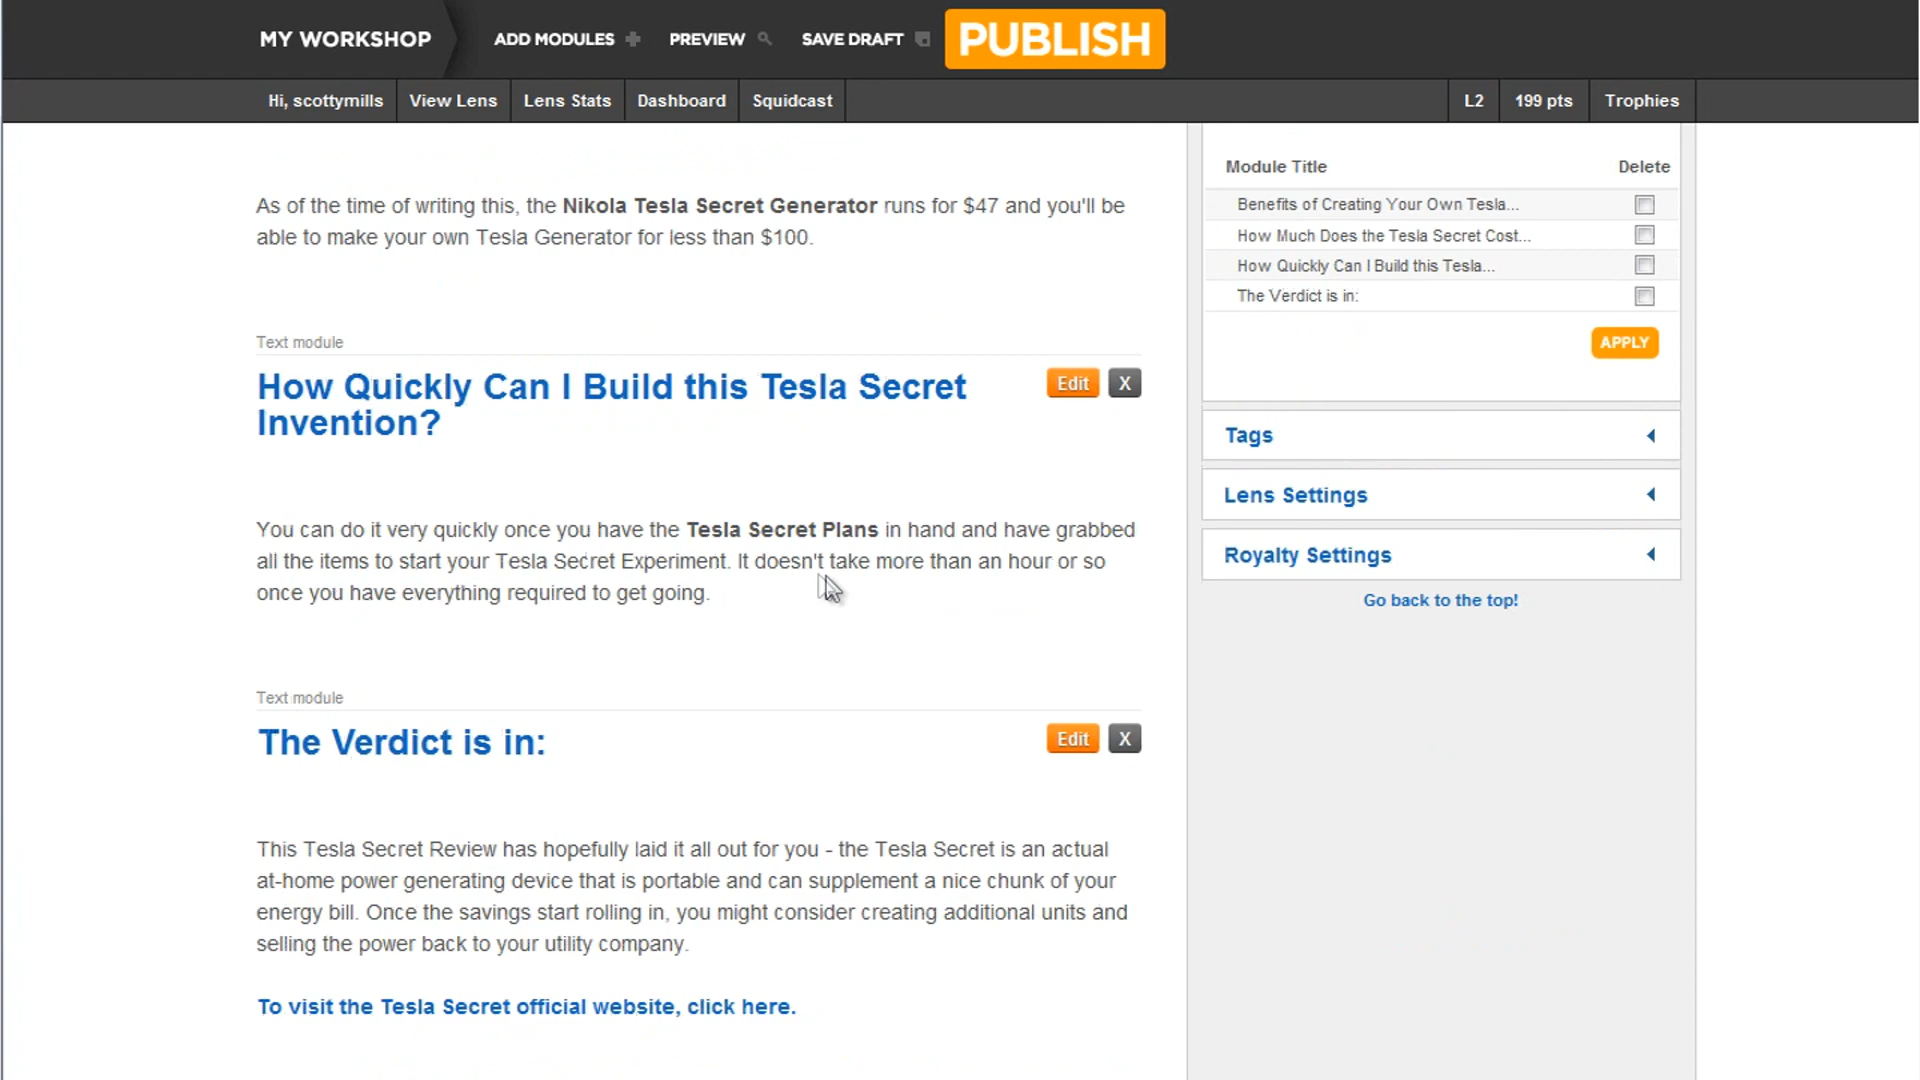 MY WORKSHOP ADD MODULES PREVIEW SAVE DRAFT PUBLISH
Hi, scottymills View Lens Lens Stats Dashboard Squidcast L2 199 pts Trophies
As of the time of writing this, the Nikola Tesla Secret Generator runs for $47 and you'll be
able to make your own Tesla Generator for less than $100.
Text module
How Quickly Can I Build this Tesla Secret
Invention?
Edit X
You can do it very quickly once you have the Tesla Secret Plans in hand and have grabbed
all the items to start your Tesla Secret Experiment. It doesn't take more than an hour or so
once you have everything required to get going.
Text module
The Verdict is in:
Edit X
This Tesla Secret Review has hopefully laid it all out for you - the Tesla Secret is an actual
at-home power generating device that is portable and can supplement a nice chunk of your
energy bill. Once the savings start rolling in, you might consider creating additional units and
selling the power back to your utility company.
To visit the Tesla Secret official website, click here.
Module Title Delete
Benefits of Creating Your Own Tesla...
How Much Does the Tesla Secret Cost...
How Quickly Can I Build this Tesla...
The Verdict is in:
APPLY
Tags
Lens Settings
Royalty Settings
Go back to the top!